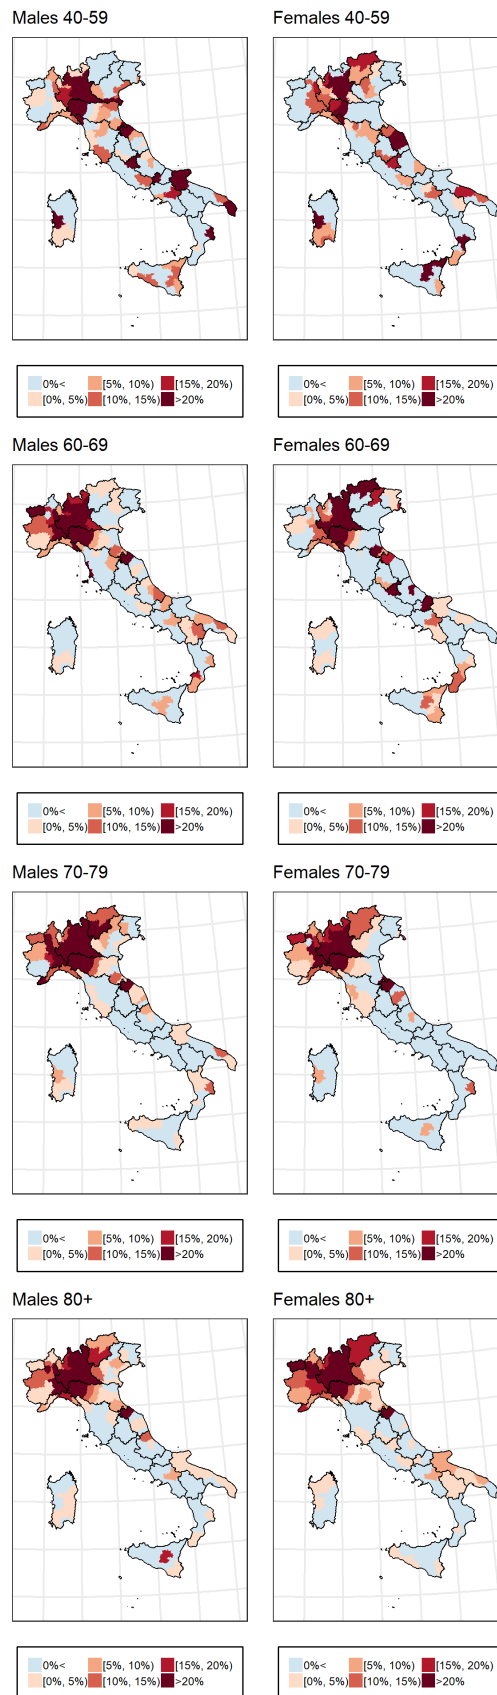 Males 40-59 Females 40-59
0%< [5%, 10%) [15%, 20%) 0%< [5%, 10%) [15%, 20%)
[0%, 5%) [10%, 15%) >20% [0%, 5%) [10%, 15%) >20%
Males 60-69 Females 60-69
0%< [5%, 10%) [15%, 20%) 0%< [5%, 10%) [15%, 20%)
[0%, 5%) [10%, 15%) >20% [0%, 5%) [10%, 15%) >20%
Males 70-79 Females 70-79
0%< [5%, 10%) [15%, 20%) 0%< [5%, 10%) [15%, 20%)
[0%, 5%) [10%, 15%) >20% [0%, 5%) [10%, 15%) >20%
Males 80+ Females 80+
0%< [5%, 10%) [15%, 20%) 0%< [5%, 10%) [15%, 20%)
[0%, 5%) [10%, 15%) >20% [0%, 5%) [10%, 15%) >20%